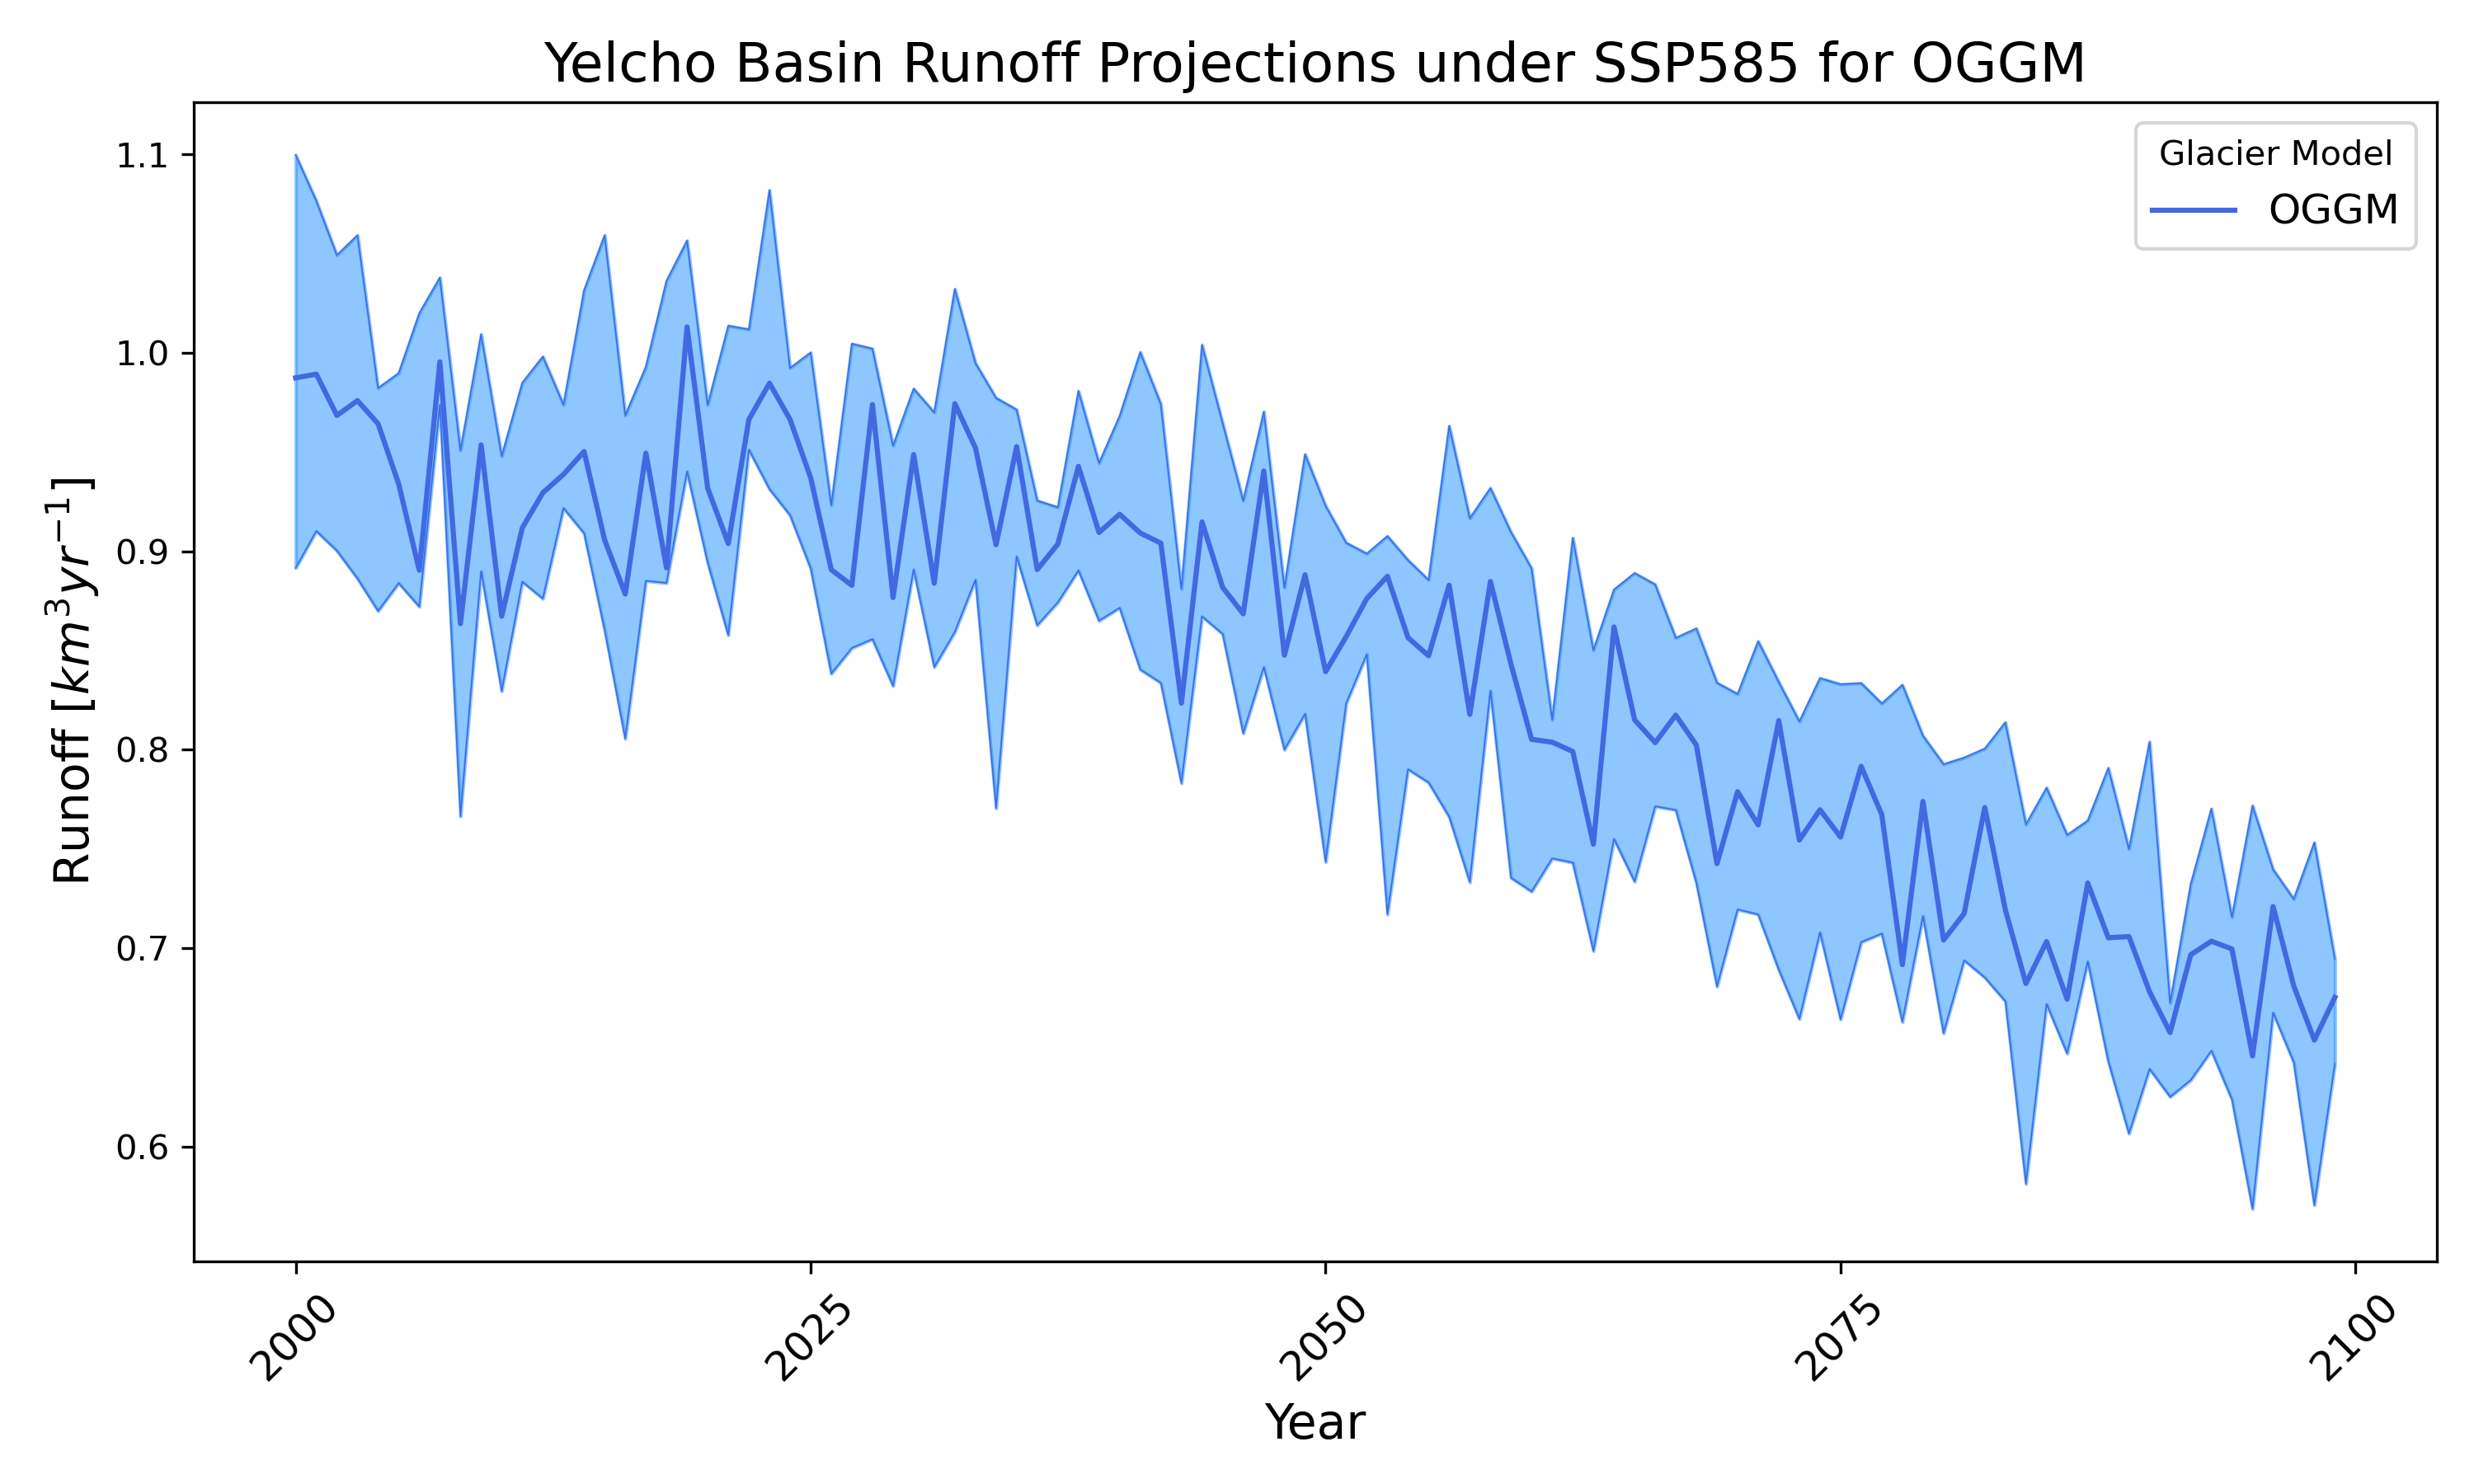 Yelcho Basin Runoff Projections under SSP585 for OGGM
Glacier Model
OGGM
Runoff [km³yr⁻¹]
1.1
1.0
0.9
0.8
0.7
0.6
2000
2025
2050
2075
2100
Year